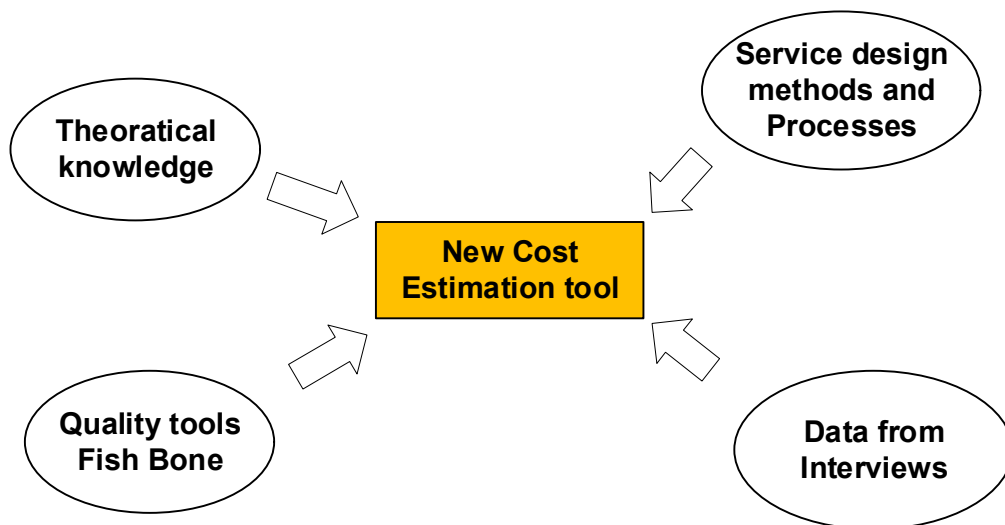 Theoratical
knowledge
Service design
methods and
Processes
New Cost
Estimation tool
Quality tools
Fish Bone
Data from
Interviews